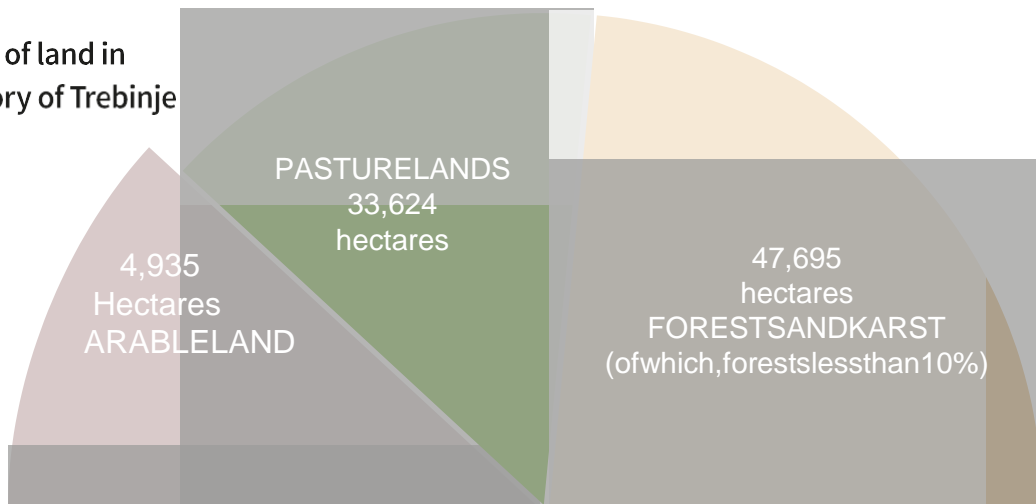 of land in
ory of Trebinje
PASTURELANDS
33,624
hectares
4,935
Hectares
ARABLELAND
47,695
hectares
FORESTSANDKARST
(ofwhich,forestslessthan10%)